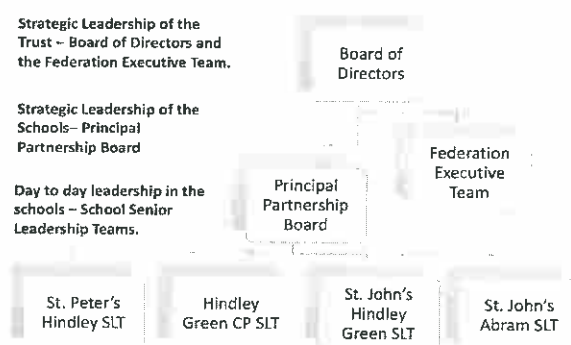 Strategic Leadership of the
Trust – Board of Directors and
the Federation Executive Team.
Strategic Leadership of the
Schools– Principal
Partnership Board
Day to day leadership in the
schools – School Senior
Leadership Teams.
Board of
Directors
Federation
Executive
Team
Principal
Partnership
Board
St. Peter's
Hindley SLT
Hindley
Green CP SLT
St. John's
Hindley
Green SLT
St. John's
Abram SLT